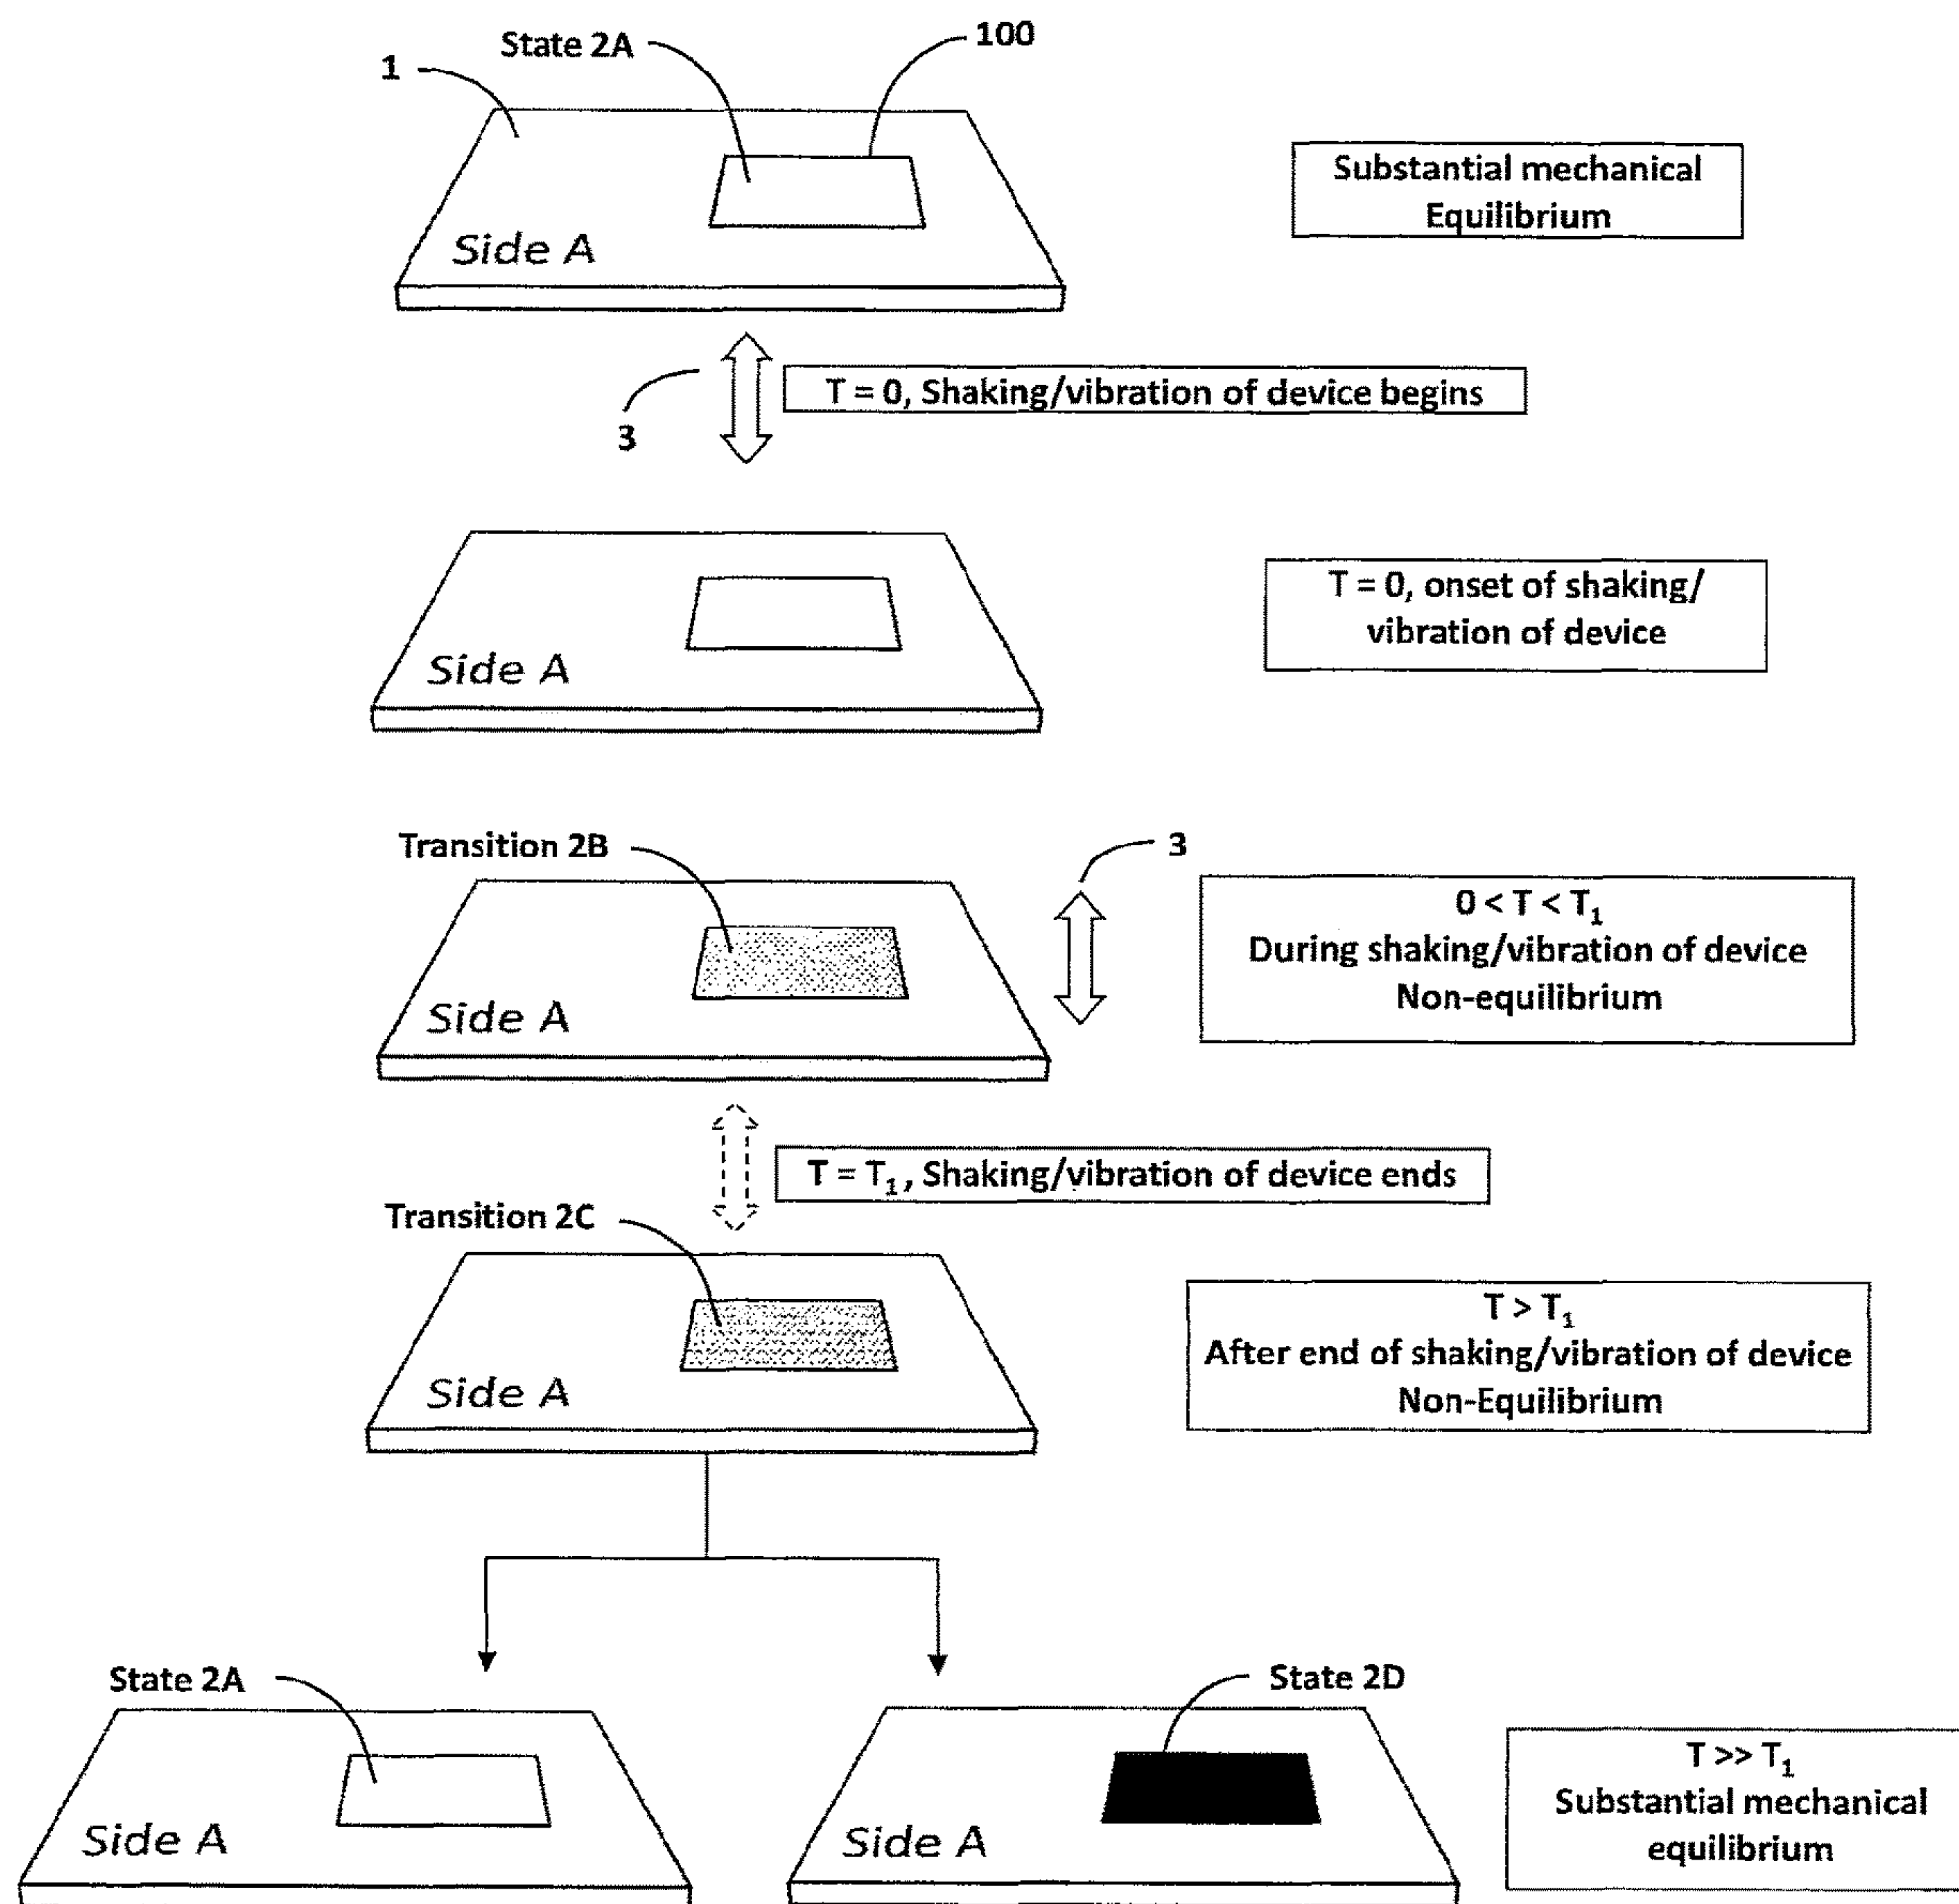 State 2A
100
1
Substantial mechanical
Equilibrium
Side A
T = 0, Shaking/vibration of device begins
3
T = 0, onset of shaking/
vibration of device
Side A
Transition 2B
3
0 < T < T₁
During shaking/vibration of device
Non-equilibrium
Side A
T = T₁, Shaking/vibration of device ends
Transition 2C
T > T₁
After end of shaking/vibration of device
Non-Equilibrium
Side A
State 2A
State 2D
T >> T₁
Substantial mechanical
equilibrium
Side A
Side A